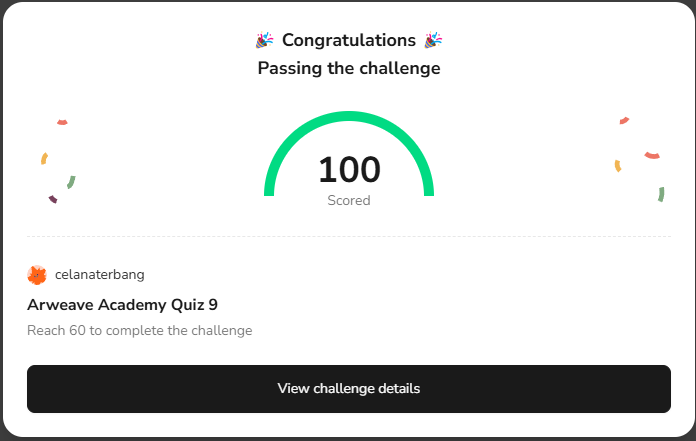 🎉 Congratulations 🎉
Passing the challenge
100
Scored
celanaterbang
Arweave Academy Quiz 9
Reach 60 to complete the challenge
View challenge details